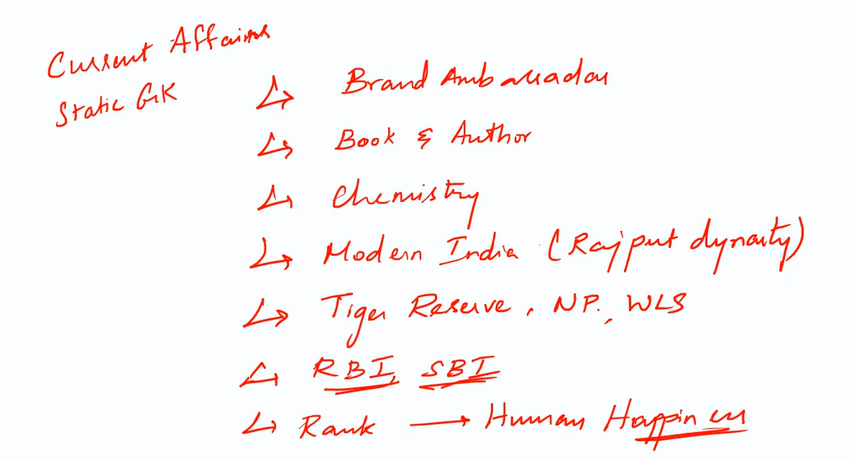 Current Affairs
Static GK
↳ Brand Ambassador
↳ Book & Author
↳ Chemistry
↳ Modern India (Rajput dynasty)
↳ Tiger Reserve, NP., WLS
↳ RBI, SBI
↳ Rank → Human Happiness